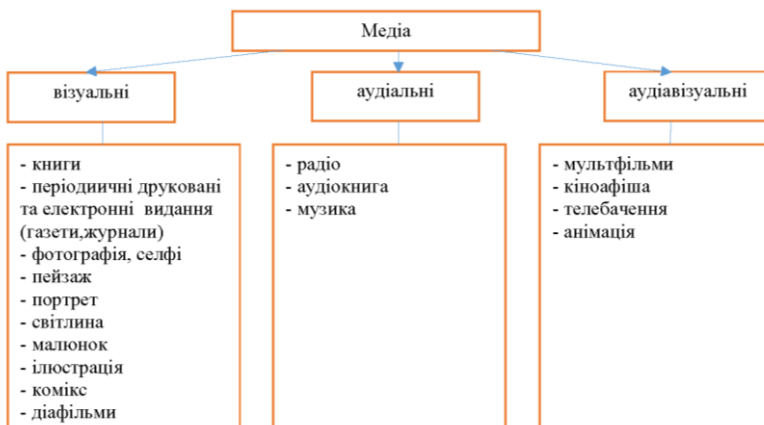 Медіа
візуальні
аудіальні
аудіавізуальні
- книги
- періодиичні друковані
та електронні видання
(газети,журнали)
- фотографія, селфі
- пейзаж
- портрет
- світлина
- малюнок
- ілюстрація
- комікс
- діафільми
- радіо
- аудіокнига
- музика
- мультфільми
- кіноафіша
- телебачення
- анімація